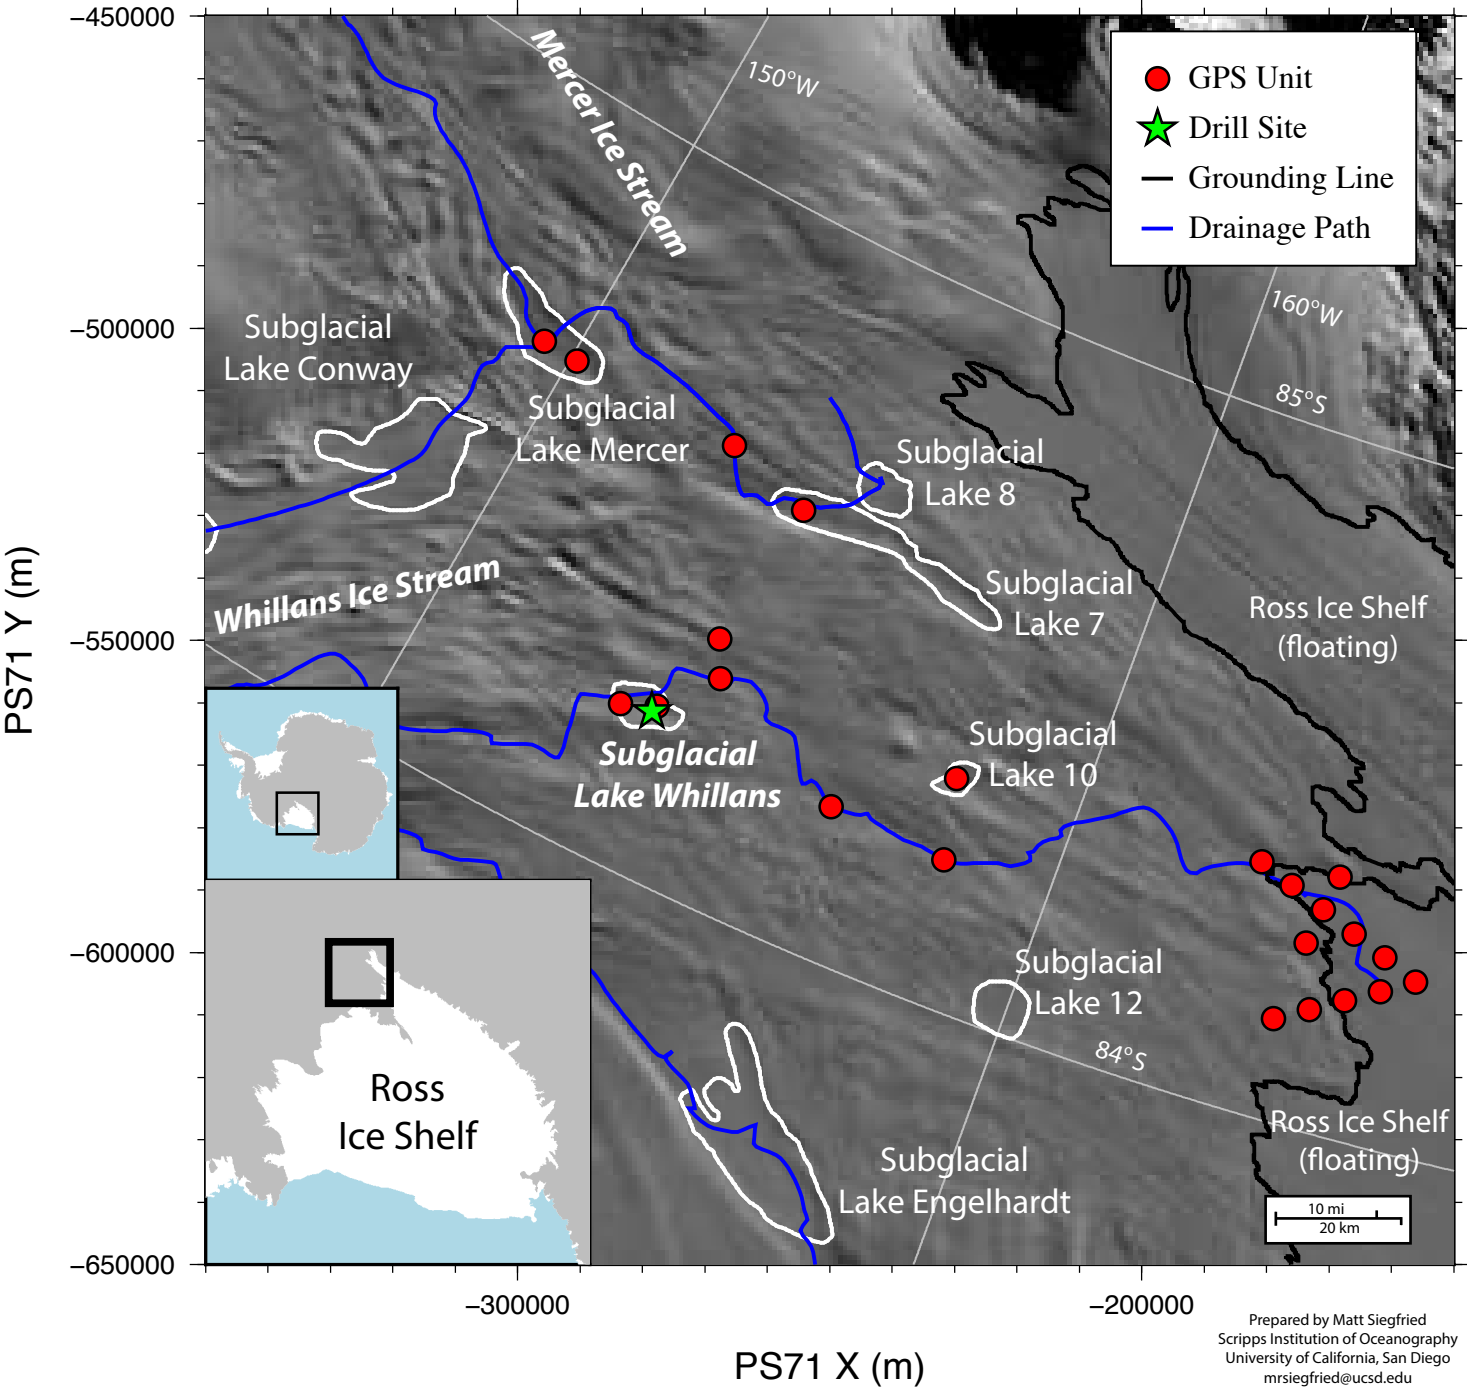 −450000
−500000
−550000
−600000
−650000
PS71 Y (m)
−300000
−200000
PS71 X (m)
GPS Unit
Drill Site
Grounding Line
Drainage Path
Mercer Ice Stream
150°W
160°W
85°S
Subglacial
Lake Conway
Subglacial
Lake Mercer
Subglacial
Lake 8
Subglacial
Lake 7
Whillans Ice Stream
Ross Ice Shelf
(floating)
Subglacial
Lake Whillans
Subglacial
Lake 10
Subglacial
Lake 12
84°S
Subglacial
Lake Engelhardt
Ross Ice Shelf
(floating)
Ross
Ice Shelf
10 mi
20 km
Prepared by Matt Siegfried
Scripps Institution of Oceanography
University of California, San Diego
mrsiegfried@ucsd.edu